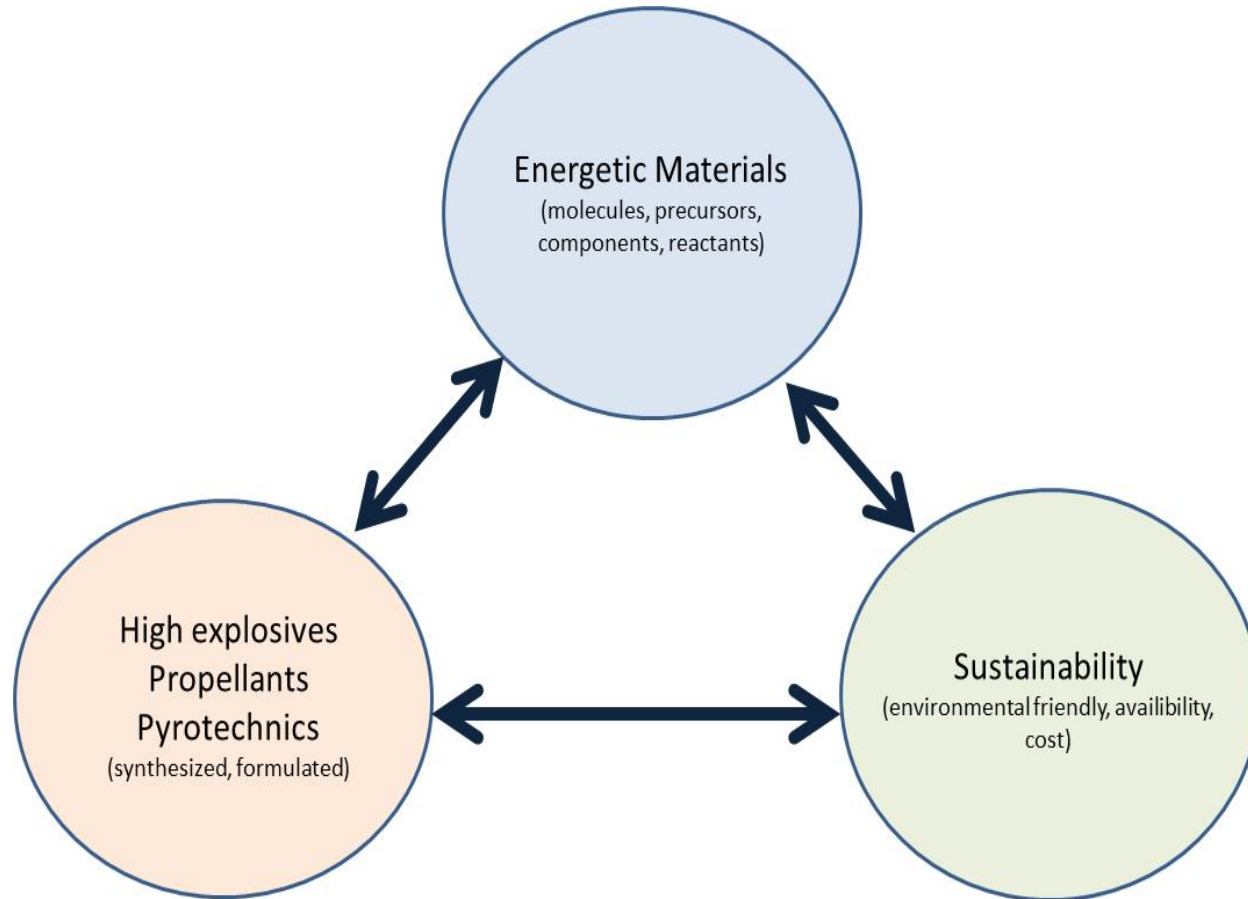 Energetic Materials
(molecules, precursors,
components, reactants)
High explosives
Propellants
Pyrotechnics
(synthesized, formulated)
Sustainability
(environmental friendly, availibility,
cost)